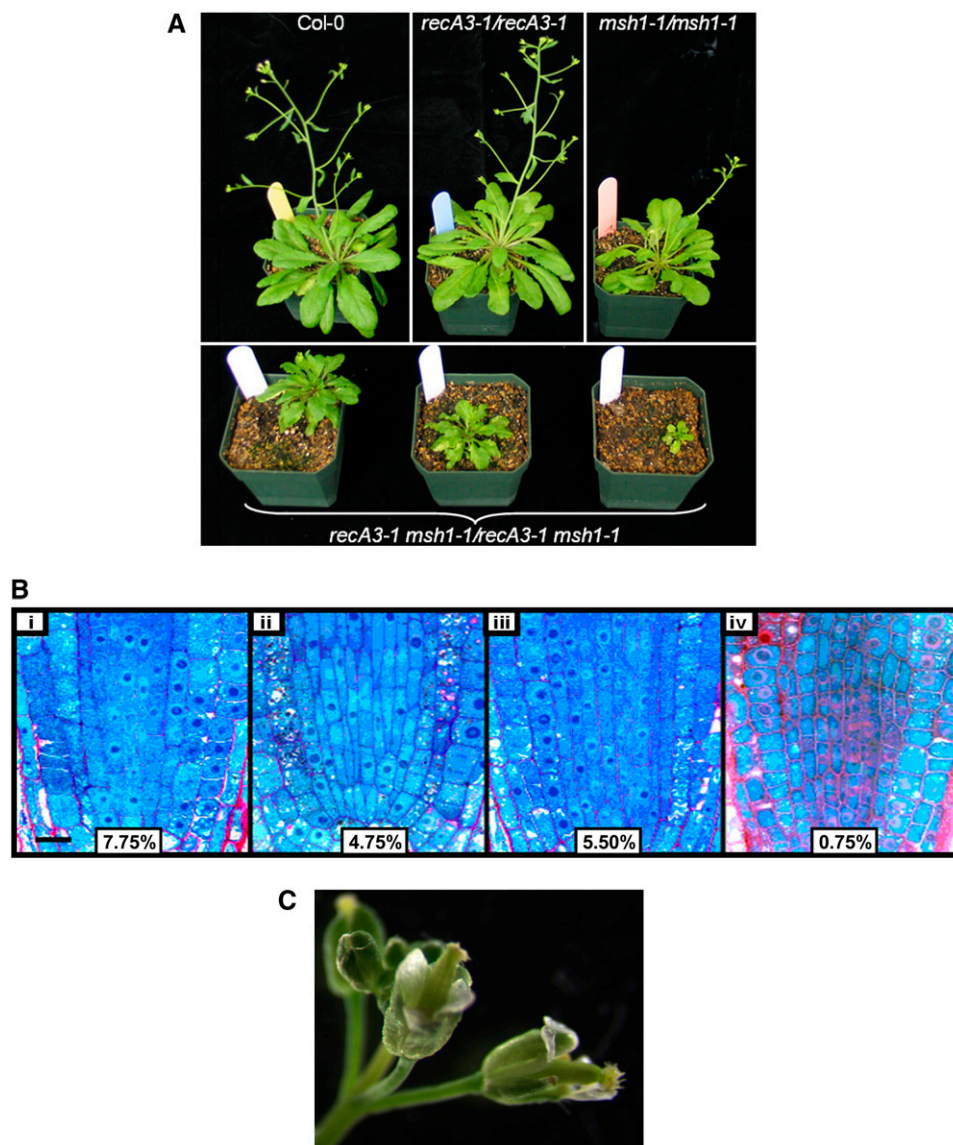 A
Col-0 recA3-1/recA3-1 msh1-1/msh1-1
recA3-1 msh1-1/recA3-1 msh1-1
B
i ii iii iv
7.75% 4.75% 5.50% 0.75%
C